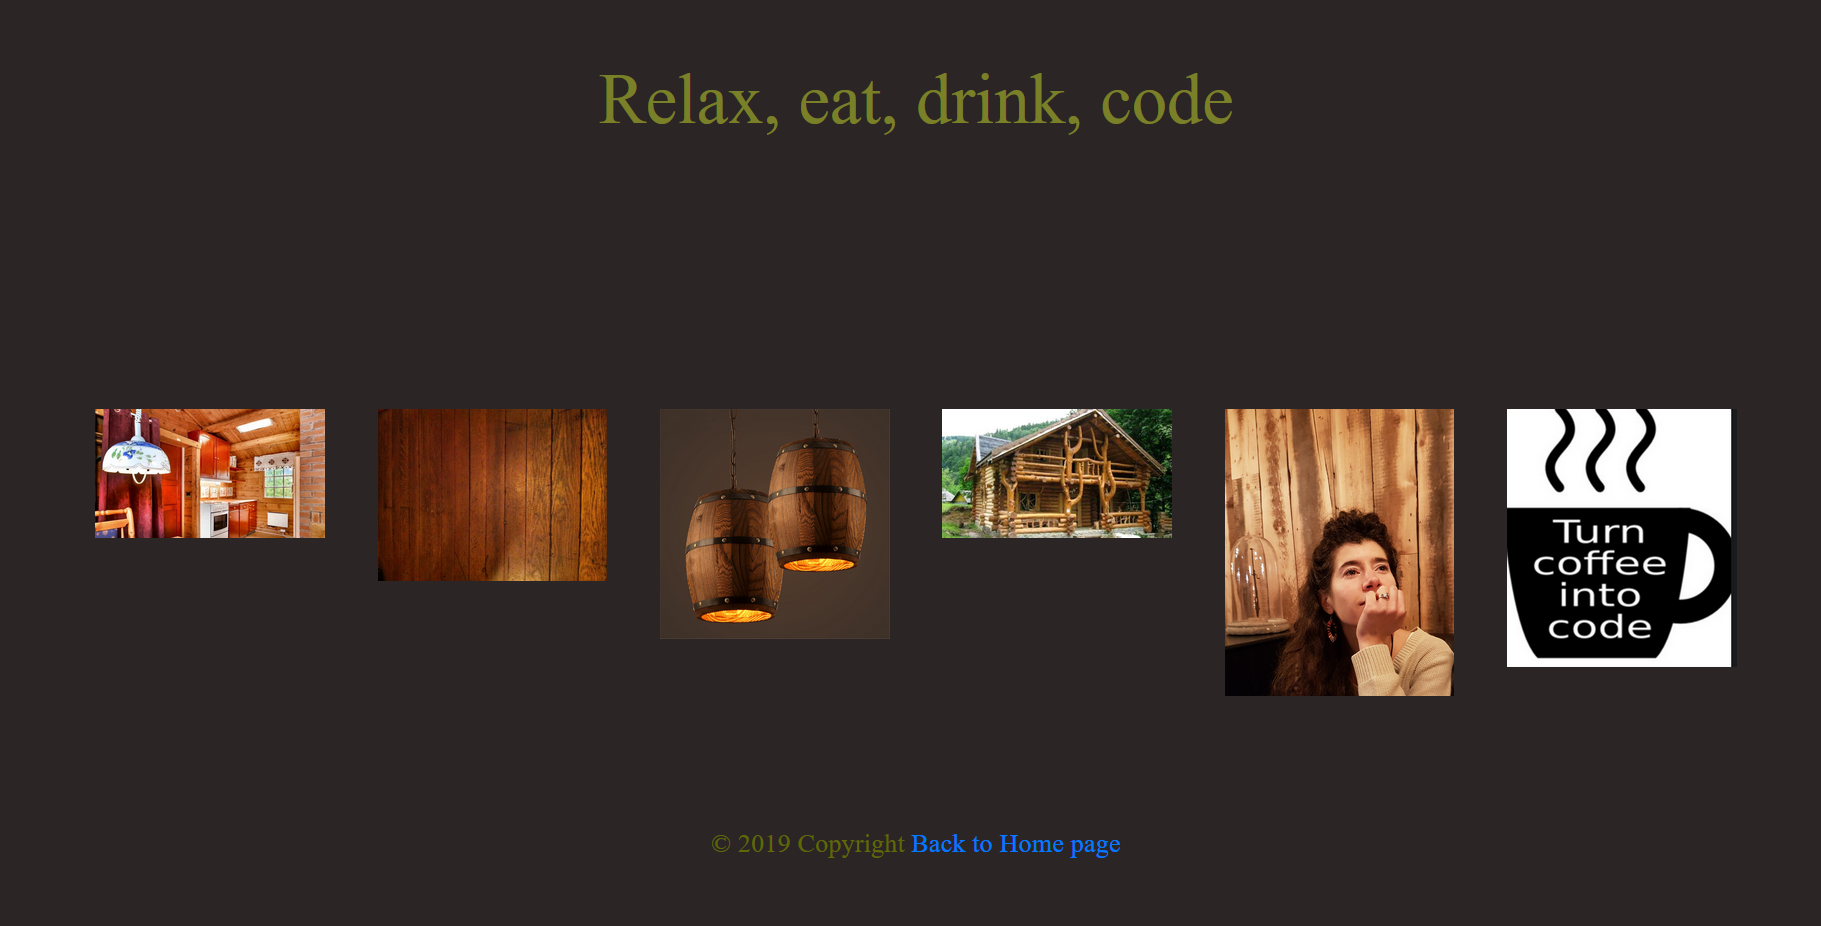 Relax, eat, drink, code
Turn
coffee
into
code
© 2019 Copyright Back to Home page